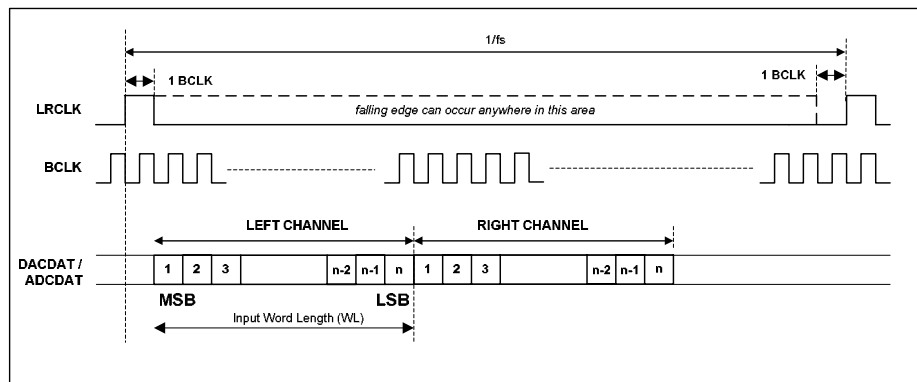 1/fs
1 BCLK
1 BCLK
LRCLK
falling edge can occur anywhere in this area
BCLK
LEFT CHANNEL
RIGHT CHANNEL
DACDAT /
ADCDAT
1 2 3 n-2 n-1 n 1 2 3 n-2 n-1 n
MSB
LSB
Input Word Length (WL)